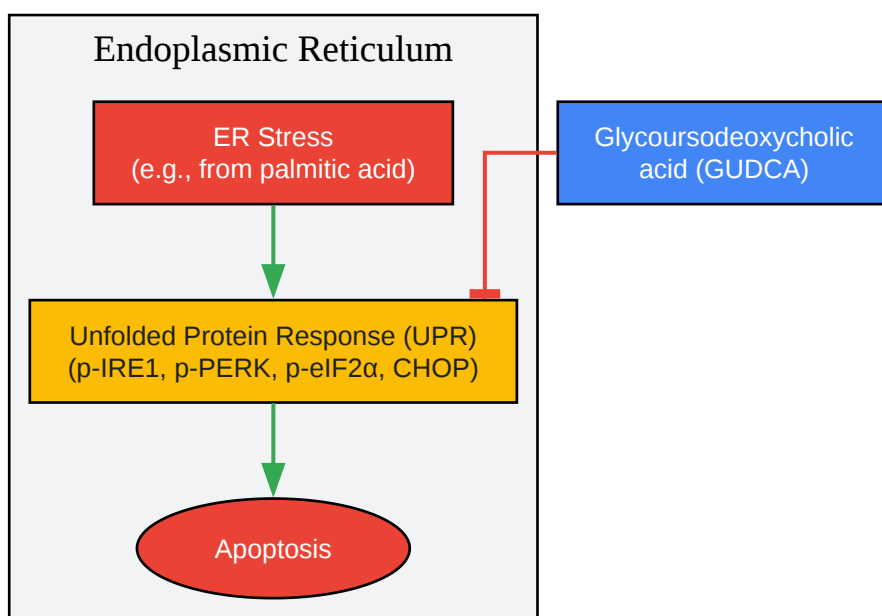 Endoplasmic Reticulum
ER Stress
(e.g., from palmitic acid)
Glycoursodeoxycholic
acid (GUDCA)
Unfolded Protein Response (UPR)
(p-IRE1, p-PERK, p-eIF2α, CHOP)
Apoptosis